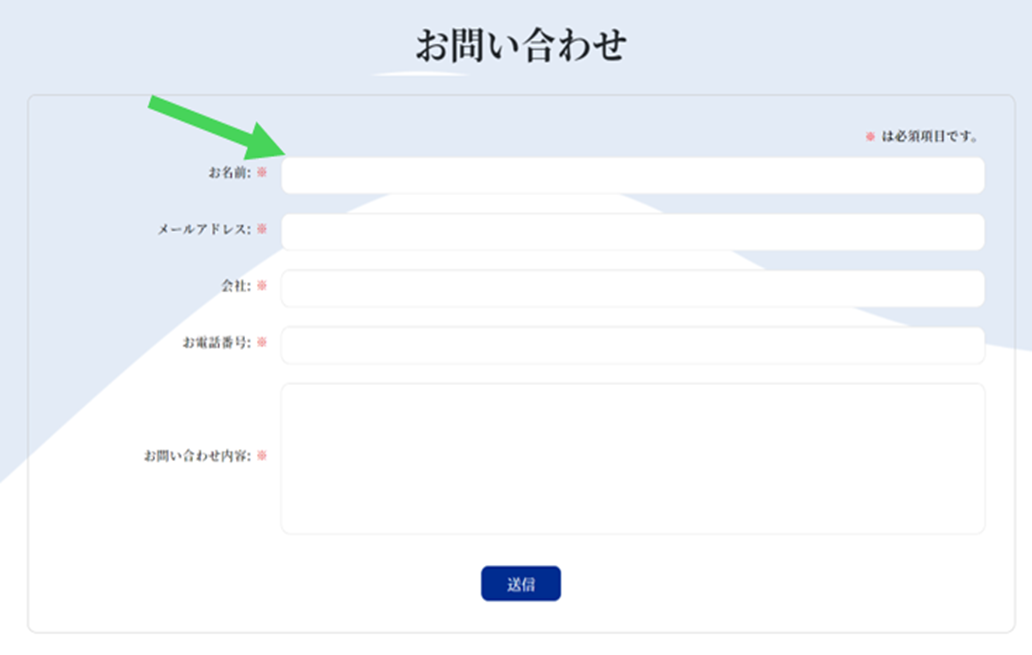 お問い合わせ
※ は必須項目です。
お名前: ※
メールアドレス: ※
会社: ※
お電話番号: ※
お問い合わせ内容: ※
送信